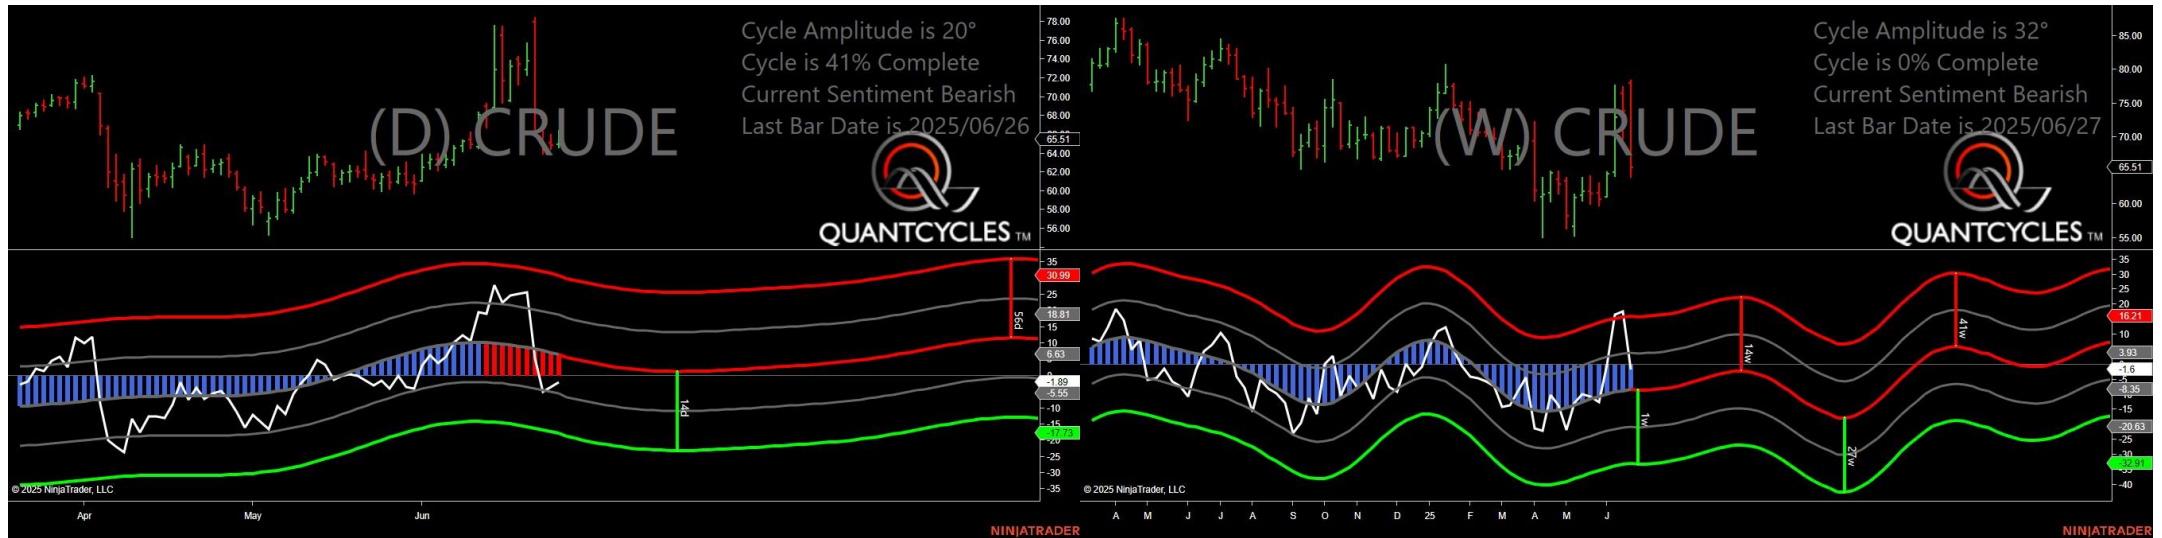 Cycle Amplitude is 20°
Cycle is 41% Complete
Current Sentiment Bearish
Last Bar Date is 2025/06/26
(D) CRUDE
QUANTCYCLES TM
78.00
76.00
74.00
72.00
70.00
68.00
65.51
64.00
62.00
60.00
58.00
56.00
35
30.99
25
18.81
15
10
6.63
-1.89
-5.55
-10
-17.73
-25
-30
-35
56d
14d
© 2025 NinjaTrader, LLC
Apr May Jun
NINJATRADER
Cycle Amplitude is 32°
Cycle is 0% Complete
Current Sentiment Bearish
Last Bar Date is 2025/06/27
(W) CRUDE
QUANTCYCLES TM
85.00
80.00
75.00
70.00
65.51
60.00
55.00
35
30
25
20
16.21
10
3.93
-1.6
-8.35
-15
-20.63
-25
-30
-32.91
-40
14w
41w
1w
27w
© 2025 NinjaTrader, LLC
A M J J A S O N D 25 F M A M J
NINJATRADER